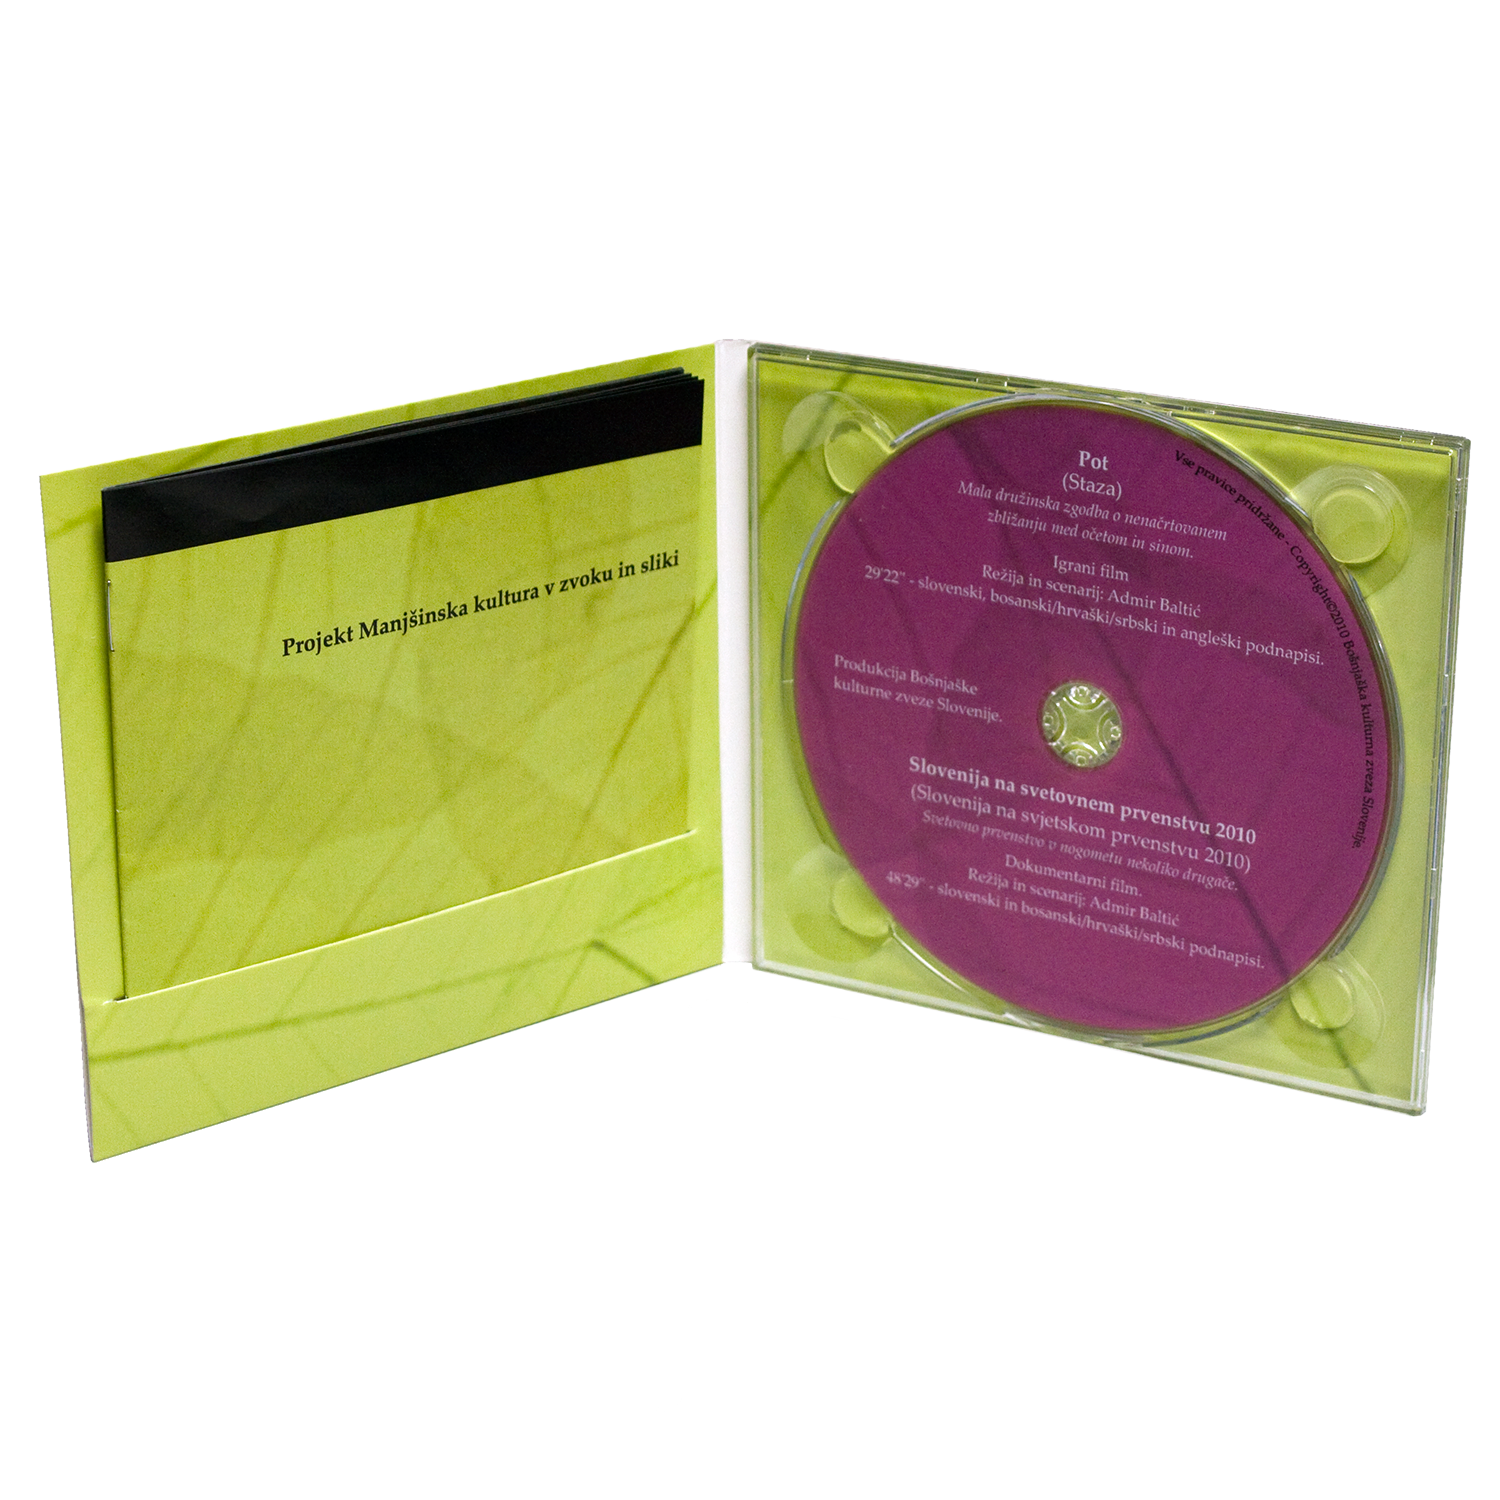 Projekt Manjšinska kultura v zvoku in sliki
Pot
(Staza)
Mala družinska zgodba o nenačrtovanem
zbližanju med očetom in sinom.
Igrani film
Režija in scenarij: Admir Baltić
29'22" - slovenski, bosanski/hrvaški/srbski in angleški podnapisi.
Produkcija Bošnjaške
kulturne zveze Slovenije.
Slovenija na svetovnem prvenstvu 2010
(Slovenija na svjetskom prvenstvu 2010)
Svetovno prvenstvo v nogometu nekoliko drugače.
Dokumentarni film.
Režija in scenarij: Admir Baltić
48'29" - slovenski in bosanski/hrvaški/srbski podnapisi.
Vse pravice pridržane - Copyright©2010 Bošnjaška kulturna zveza Slovenije.